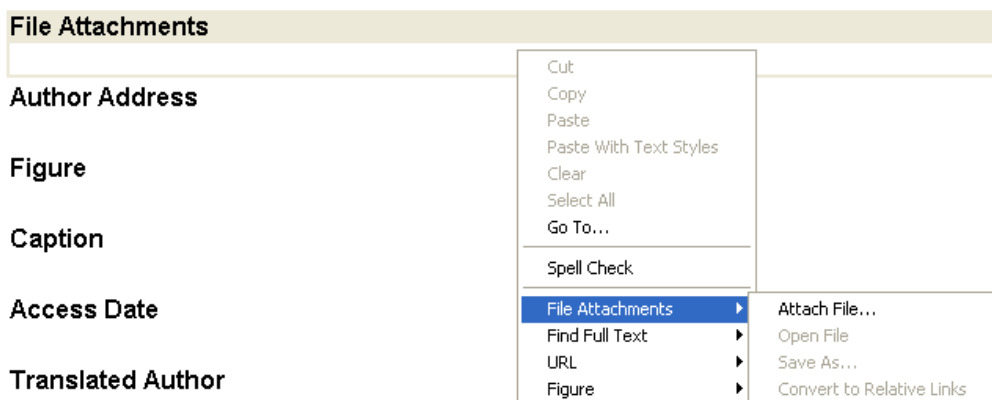 File Attachments
Author Address
Figure
Caption
Access Date
Translated Author
Cut
Copy
Paste
Paste With Text Styles
Clear
Select All
Go To...
Spell Check
File Attachments
Find Full Text
URL
Figure
Attach File...
Open File
Save As...
Convert to Relative Links